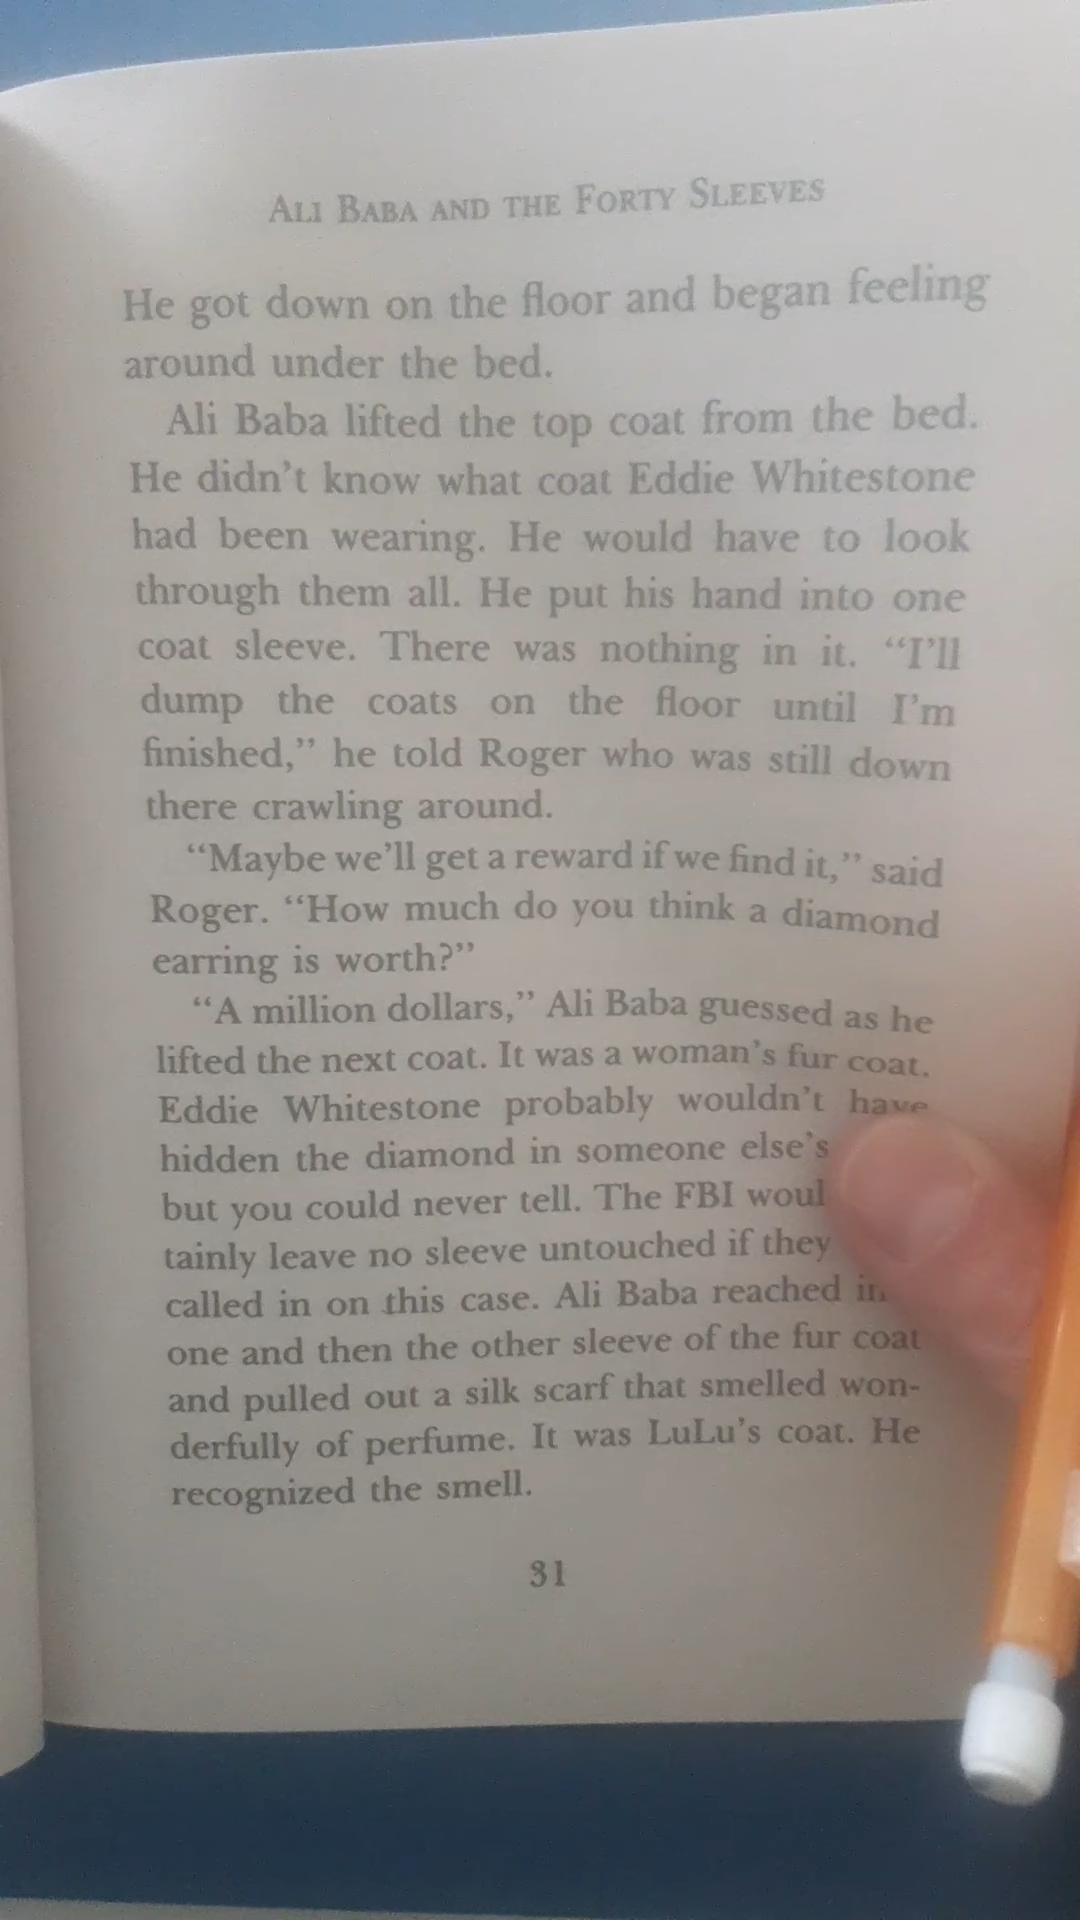 ALI BABA AND THE FORTY SLEEVES
He got down on the floor and began feeling
around under the bed.
Ali Baba lifted the top coat from the bed.
He didn't know what coat Eddie Whitestone
had been wearing. He would have to look
through them all. He put his hand into one
coat sleeve. There was nothing in it. “I'll
dump the coats on the floor until I'm
finished,” he told Roger who was still down
there crawling around.
“Maybe we'll get a reward if we find it,” said
Roger. “How much do you think a diamond
earring is worth?”
“A million dollars,” Ali Baba guessed as he
lifted the next coat. It was a woman's fur coat.
Eddie Whitestone probably wouldn't have
hidden the diamond in someone else's
but you could never tell. The FBI
tainly leave no sleeve untouched if they
called in on this case. Ali Baba reached
one and then the other sleeve of the fur coat
and pulled out a silk scarf that smelled won-
derfully of perfume. It was LuLu's coat. He
recognized the smell.
31